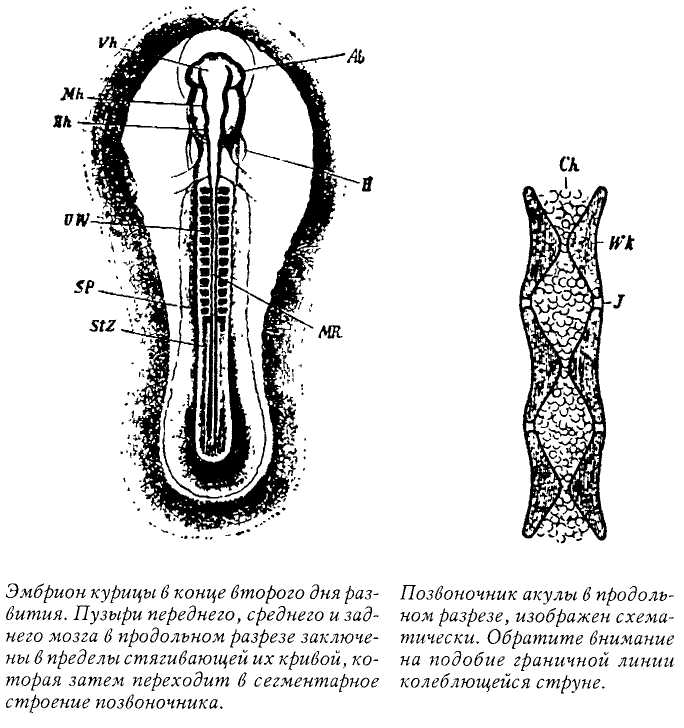 Vh
Ab
Mh
Hh
H
UW
SP
StZ
MR
Ch
Wk
J
Эмбрион курицы в конце второго дня раз-
вития. Пузыри переднего, среднего и зад-
него мозга в продольном разрезе заключе-
ны в пределы стягивающей их кривой, ко-
торая затем переходит в сегментарное
строение позвоночника.
Позвоночник акулы в продоль-
ном разрезе, изображен схема-
тически. Обратите внимание
на подобие граничной линии
колеблющейся струне.